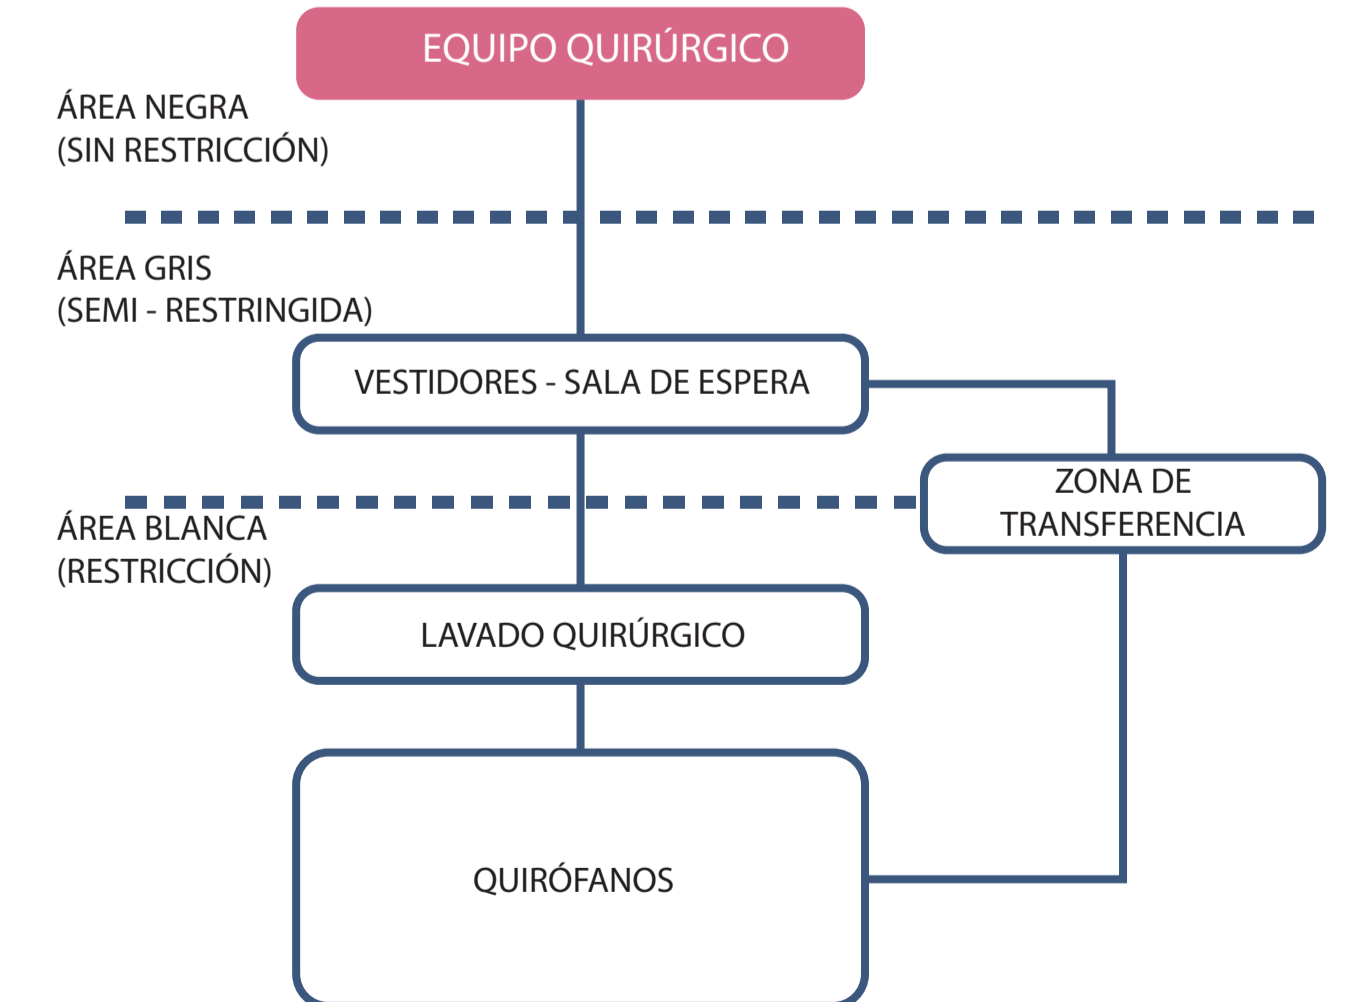 EQUIPO QUIRÚRGICO
ÁREA NEGRA
(SIN RESTRICCIÓN)
ÁREA GRIS
(SEMI - RESTRINGIDA)
VESTIDORES - SALA DE ESPERA
ZONA DE
TRANSFERENCIA
ÁREA BLANCA
(RESTRICCIÓN)
LAVADO QUIRÚRGICO
QUIRÓFANOS